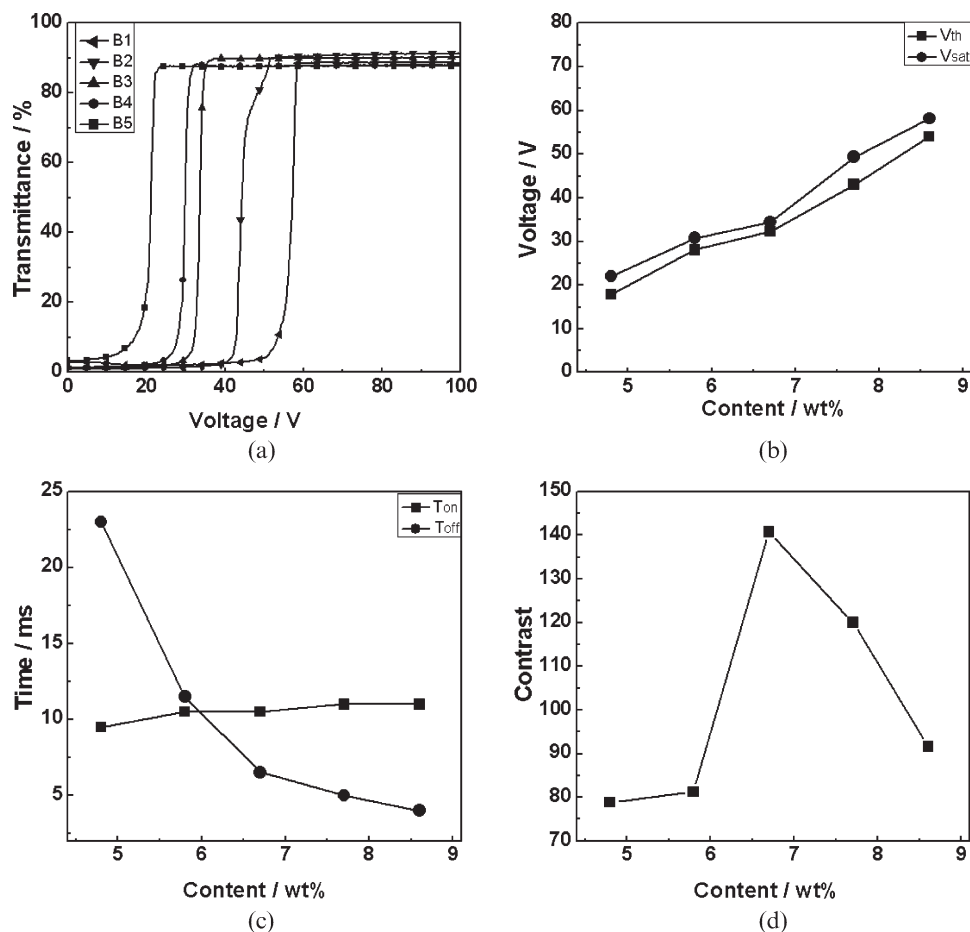 100
80
60
40
20
0
Transmittance / %
B1
B2
B3
B4
B5
0 20 40 60 80 100
Voltage / V
(a)
80
70
60
50
40
30
20
10
0
Voltage / V
Vth
Vsat
5 6 7 8 9
Content / wt%
(b)
25
20
15
10
5
Time / ms
Ton
Toff
5 6 7 8 9
Content / wt%
(c)
150
140
130
120
110
100
90
80
70
Contrast
5 6 7 8 9
Content / wt%
(d)